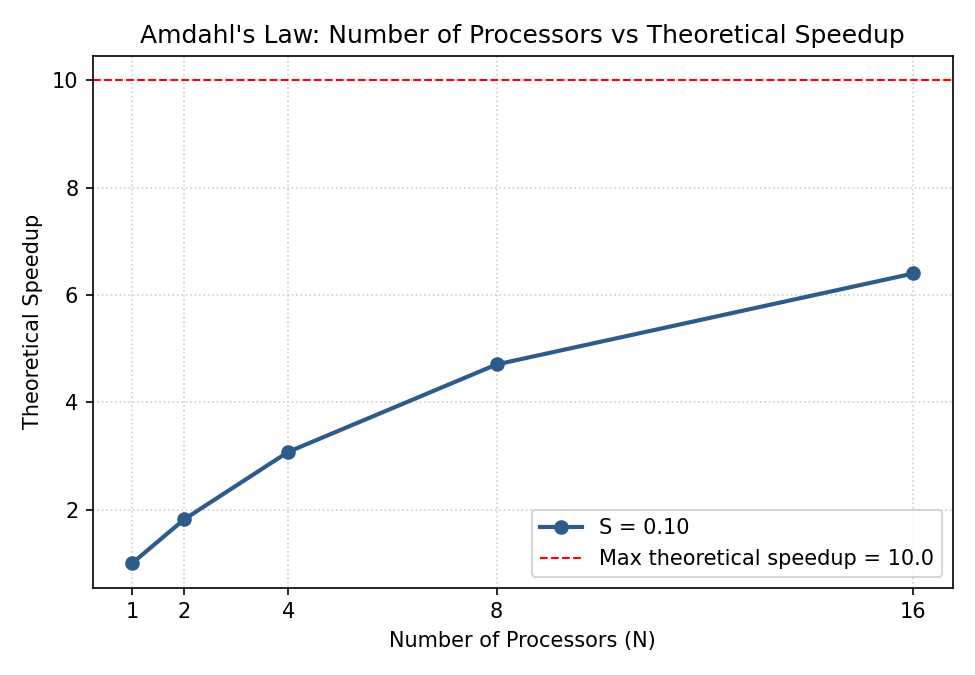 Amdahl's Law: Number of Processors vs Theoretical Speedup
10
8
6
4
2
Theoretical Speedup
S = 0.10
Max theoretical speedup = 10.0
1 2 4 8 16
Number of Processors (N)